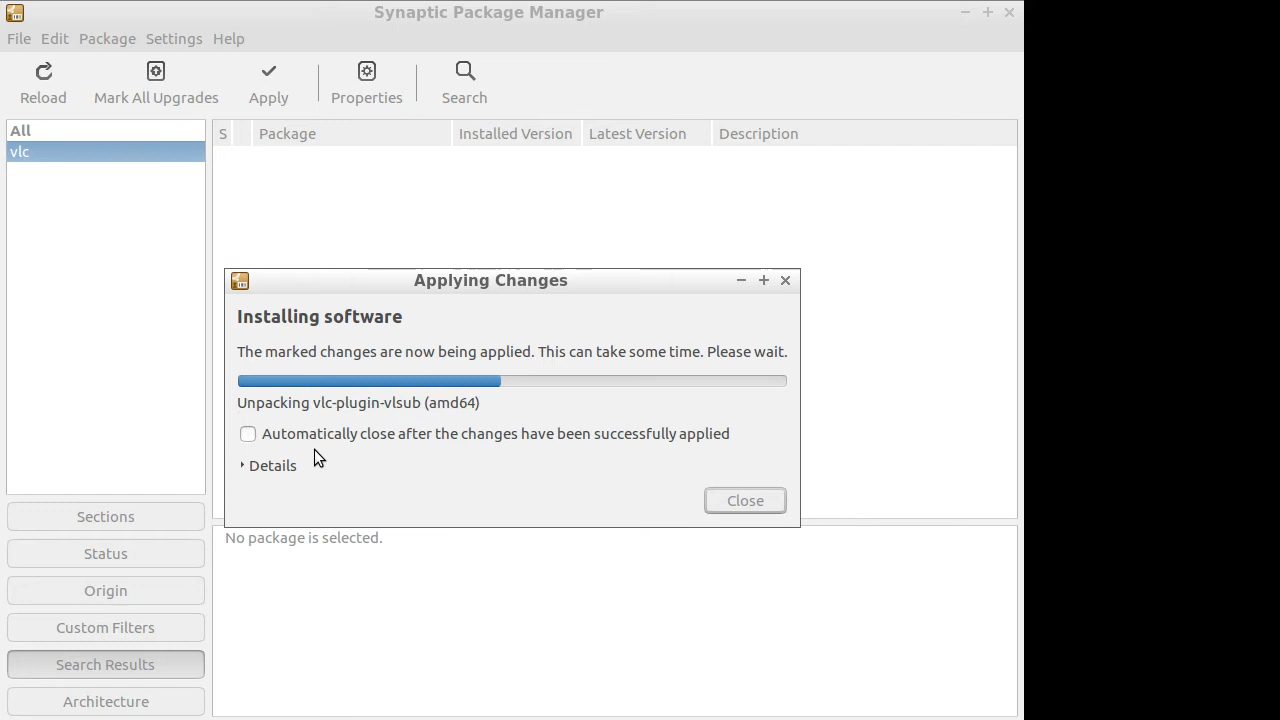 Synaptic Package Manager
File Edit Package Settings Help
Reload Mark All Upgrades Apply Properties Search
All
vlc
S Package Installed Version Latest Version Description
Applying Changes
Installing software
The marked changes are now being applied. This can take some time. Please wait.
Unpacking vlc-plugin-vlsub (amd64)
Automatically close after the changes have been successfully applied
Details
Close
Sections
Status
Origin
Custom Filters
Search Results
Architecture
No package is selected.